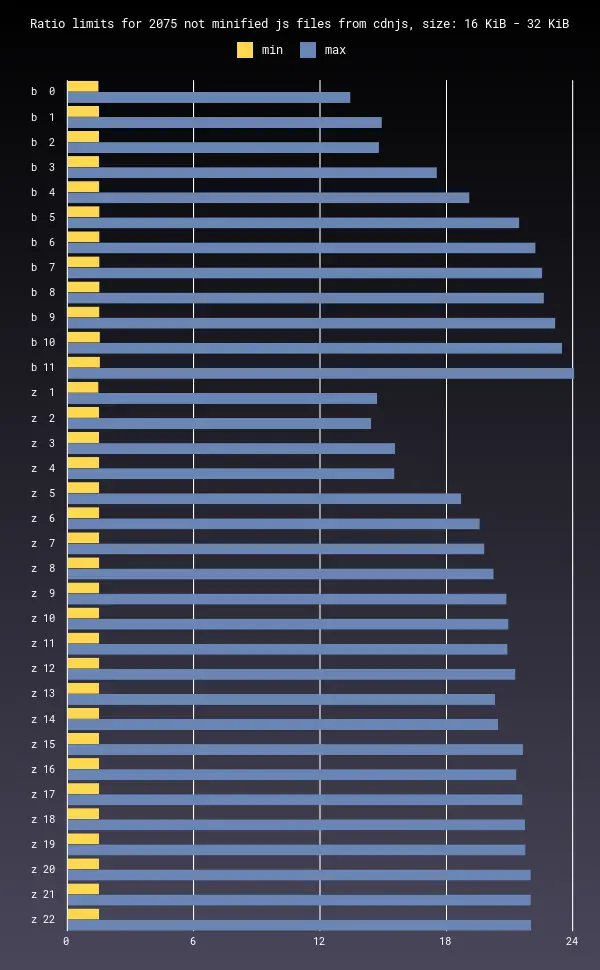 Ratio limits for 2075 not minified js files from cdnjs, size: 16 KiB - 32 KiB
min max
b 0
b 1
b 2
b 3
b 4
b 5
b 6
b 7
b 8
b 9
b 10
b 11
z 1
z 2
z 3
z 4
z 5
z 6
z 7
z 8
z 9
z 10
z 11
z 12
z 13
z 14
z 15
z 16
z 17
z 18
z 19
z 20
z 21
z 22
0 6 12 18 24